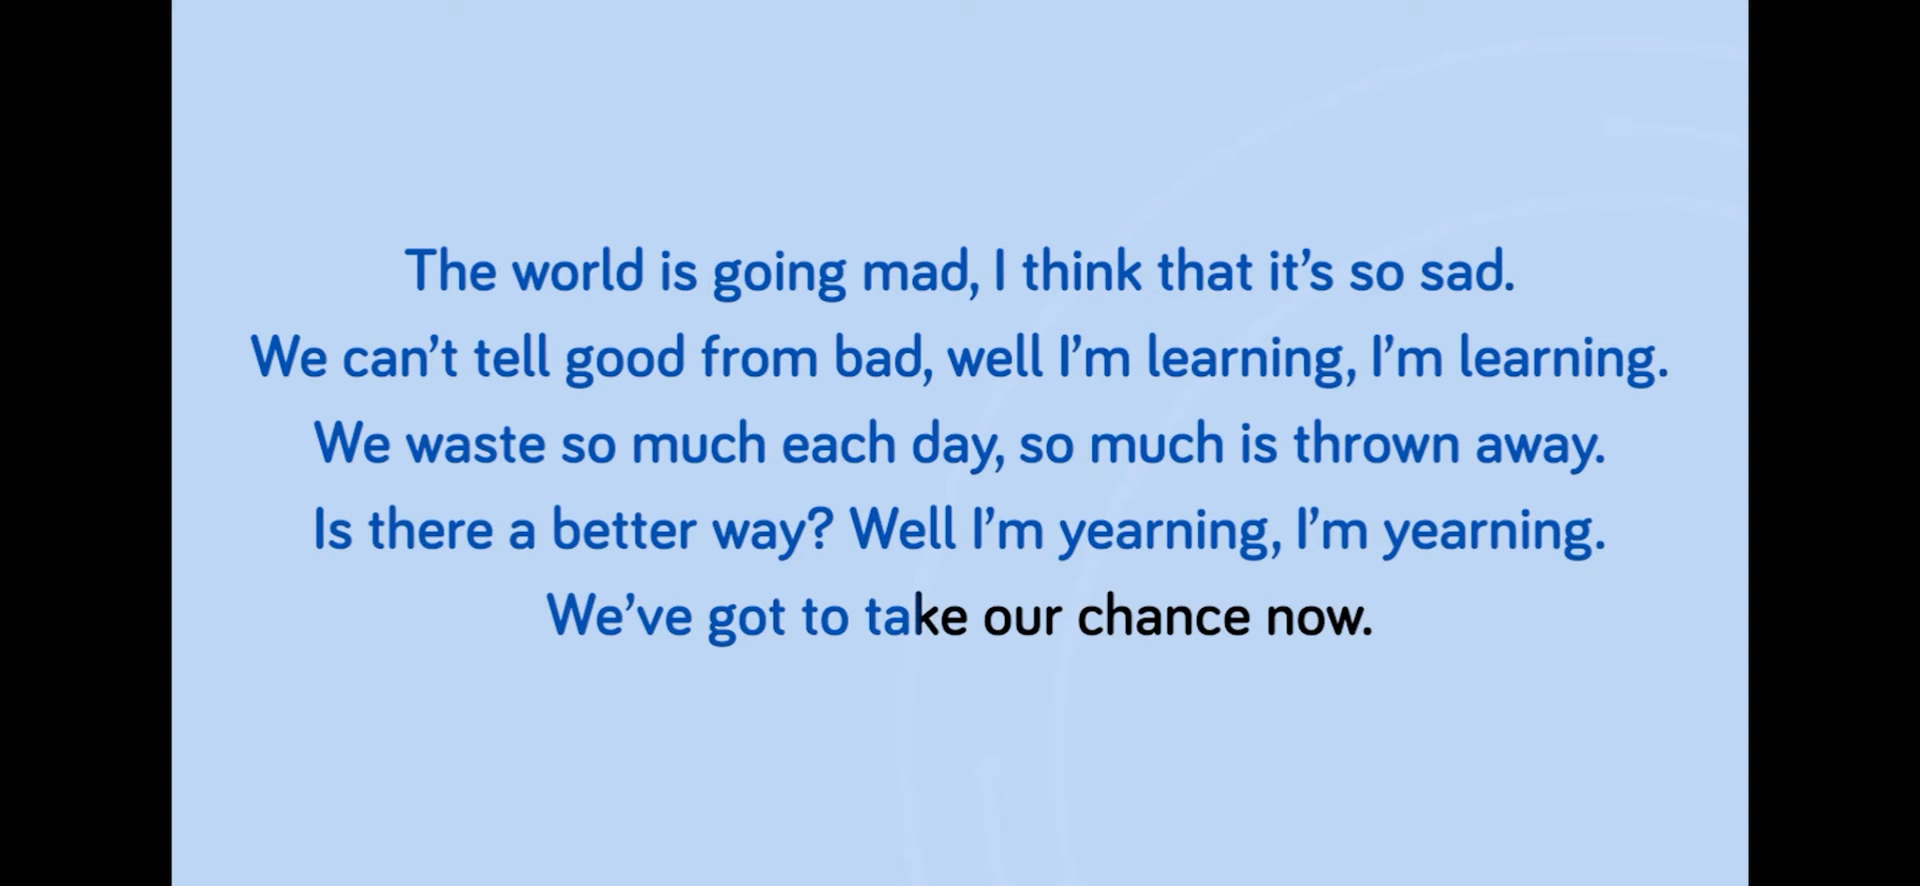 The world is going mad, I think that it’s so sad.
We can’t tell good from bad, well I’m learning, I’m learning.
We waste so much each day, so much is thrown away.
Is there a better way? Well I’m yearning, I’m yearning.
We’ve got to take our chance now.